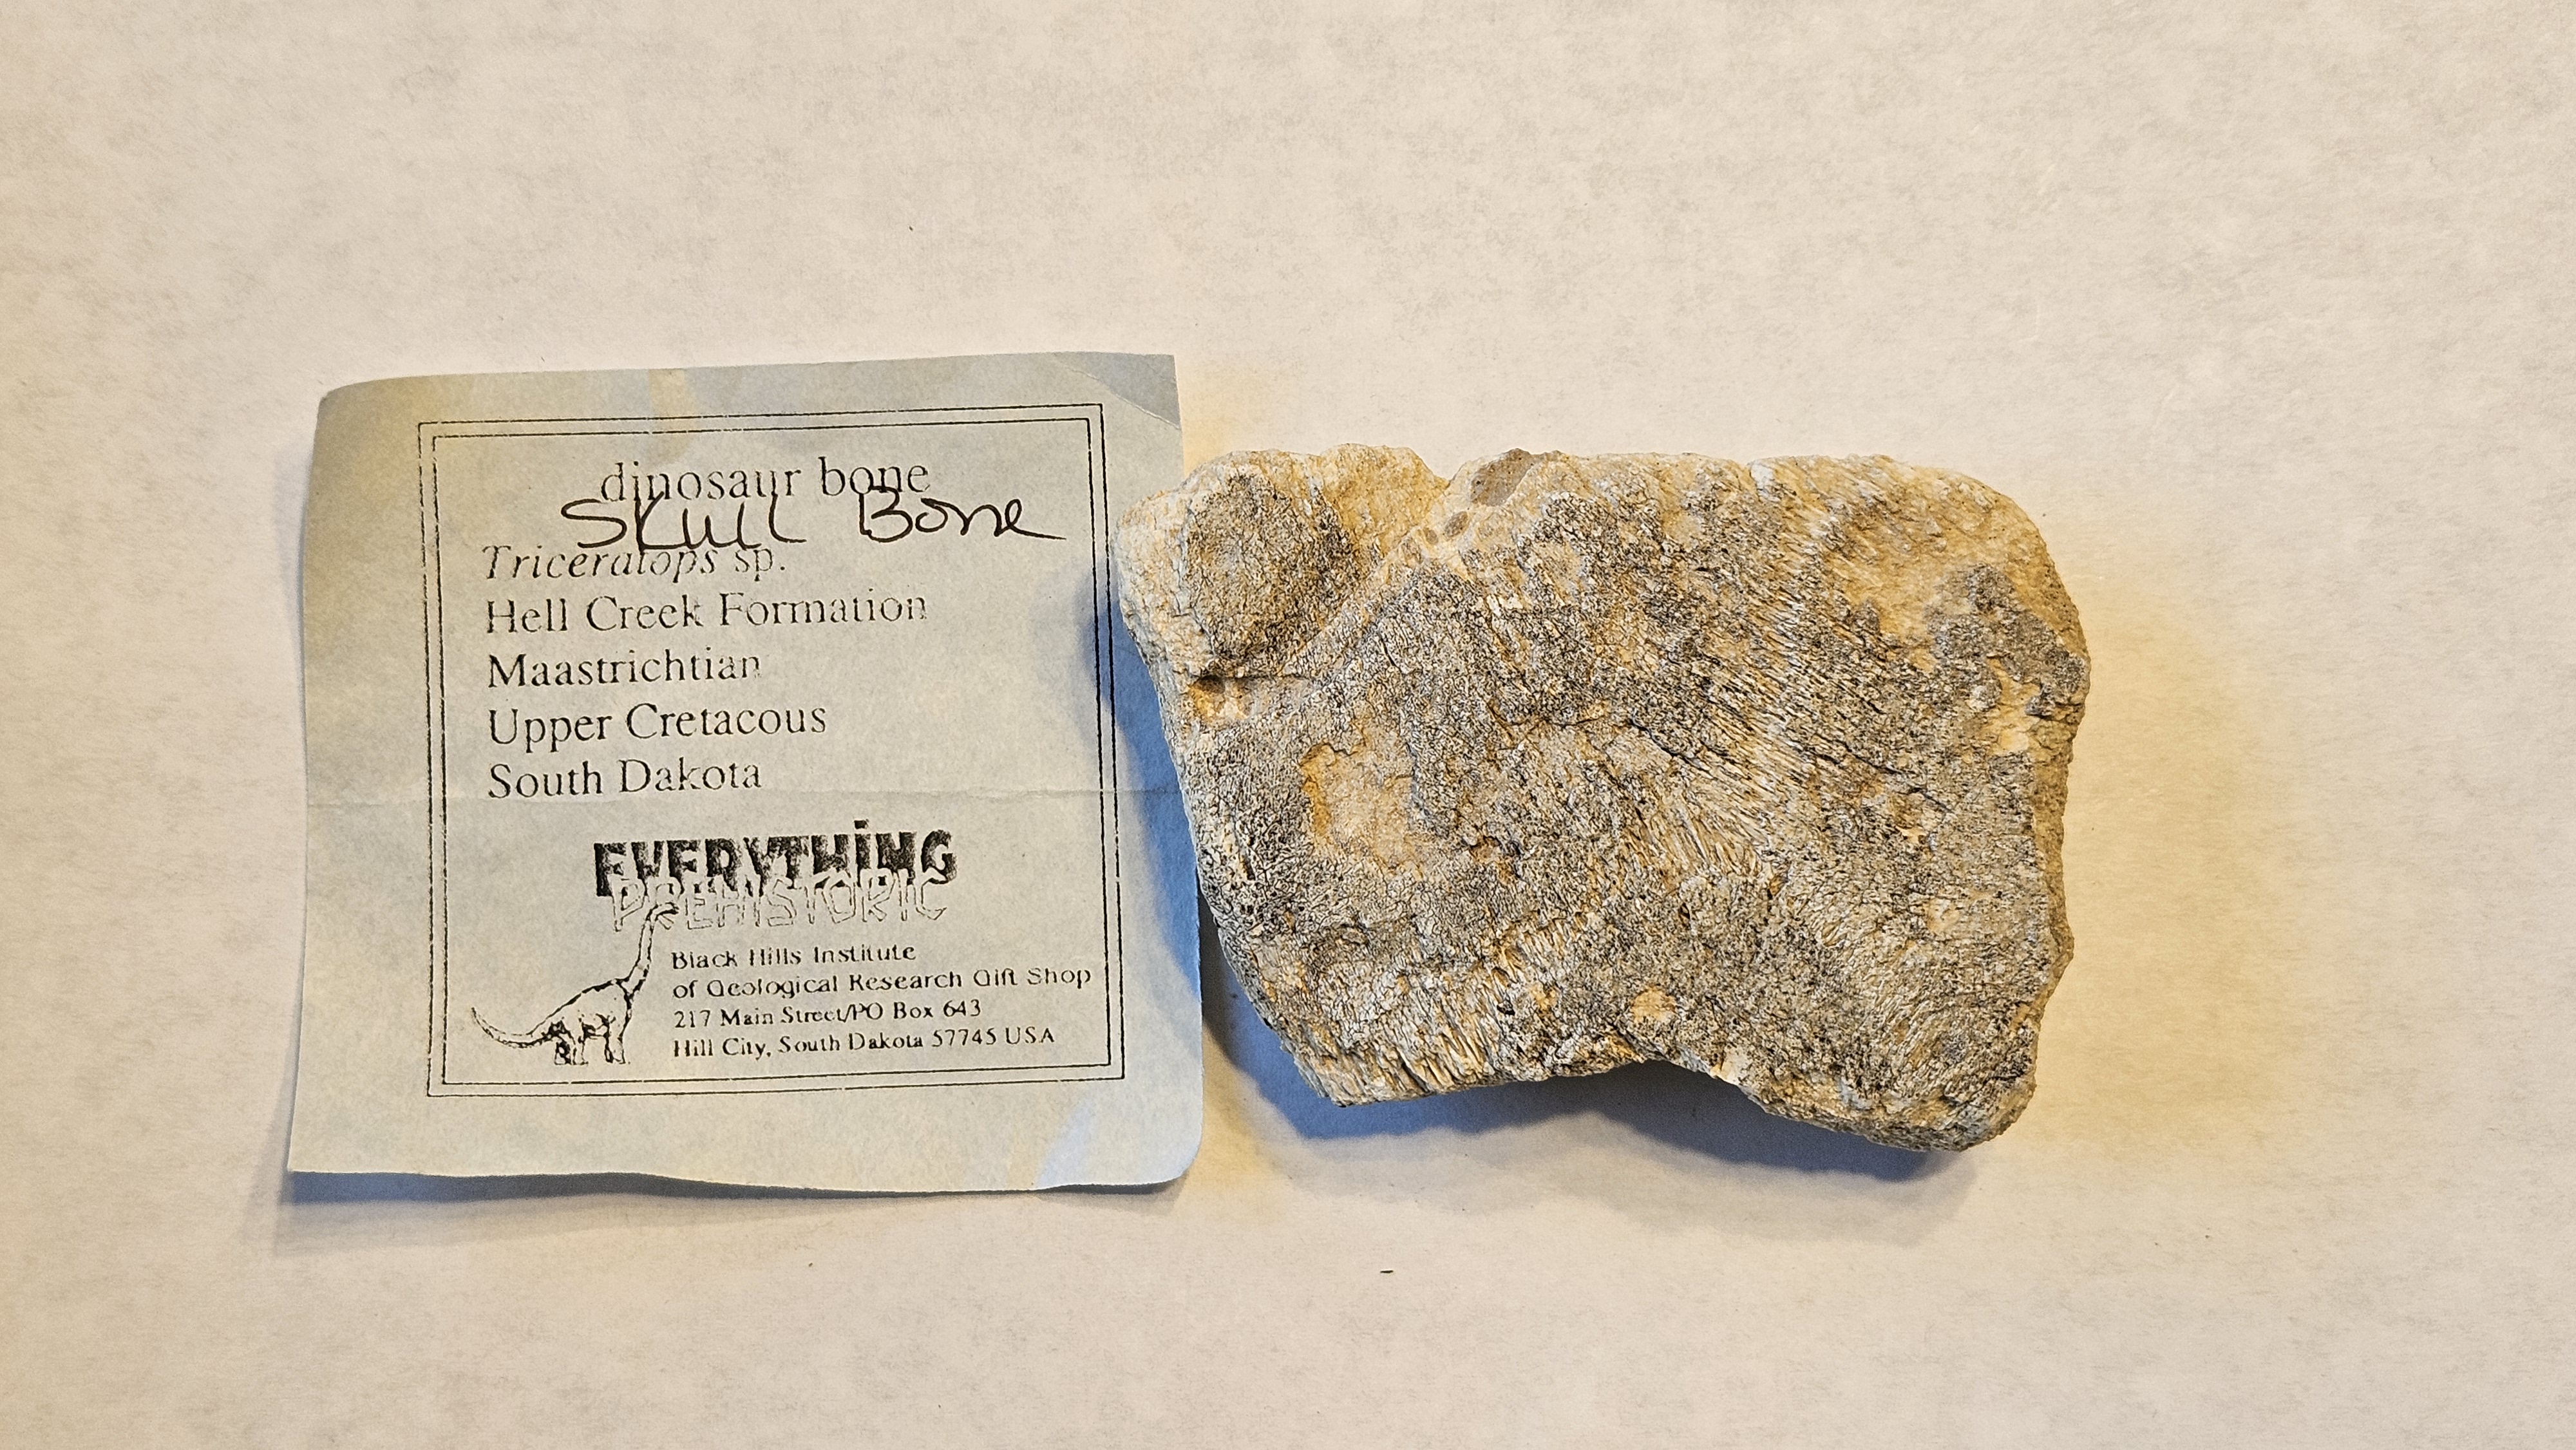 dinosaur bone
Skull Bone
Triceratops sp.
Hell Creek Formation
Maastrichtian
Upper Cretacous
South Dakota
EVERYTHING
PREHISTORIC
Black Hills Institute
of Geological Research Gift Shop
217 Main Street/PO Box 643
Hill City, South Dakota 57745 USA